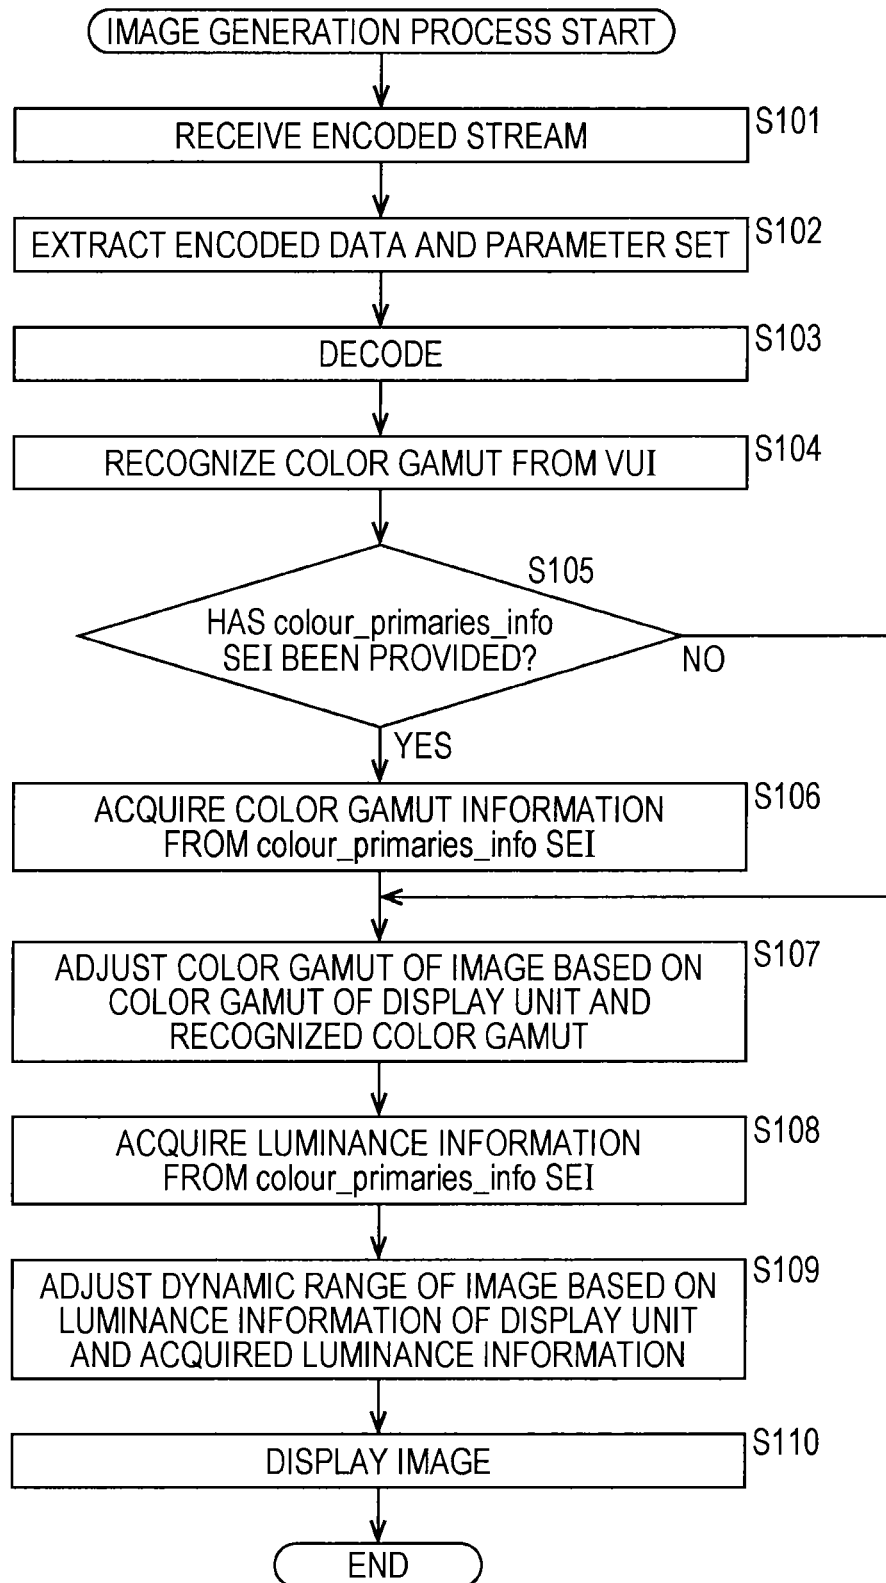 IMAGE GENERATION PROCESS START
S101
RECEIVE ENCODED STREAM
S102
EXTRACT ENCODED DATA AND PARAMETER SET
S103
DECODE
S104
RECOGNIZE COLOR GAMUT FROM VUI
S105
HAS colour_primaries_info
SEI BEEN PROVIDED?
NO
YES
S106
ACQUIRE COLOR GAMUT INFORMATION
FROM colour_primaries_info SEI
S107
ADJUST COLOR GAMUT OF IMAGE BASED ON
COLOR GAMUT OF DISPLAY UNIT AND
RECOGNIZED COLOR GAMUT
S108
ACQUIRE LUMINANCE INFORMATION
FROM colour_primaries_info SEI
S109
ADJUST DYNAMIC RANGE OF IMAGE BASED ON
LUMINANCE INFORMATION OF DISPLAY UNIT
AND ACQUIRED LUMINANCE INFORMATION
S110
DISPLAY IMAGE
END